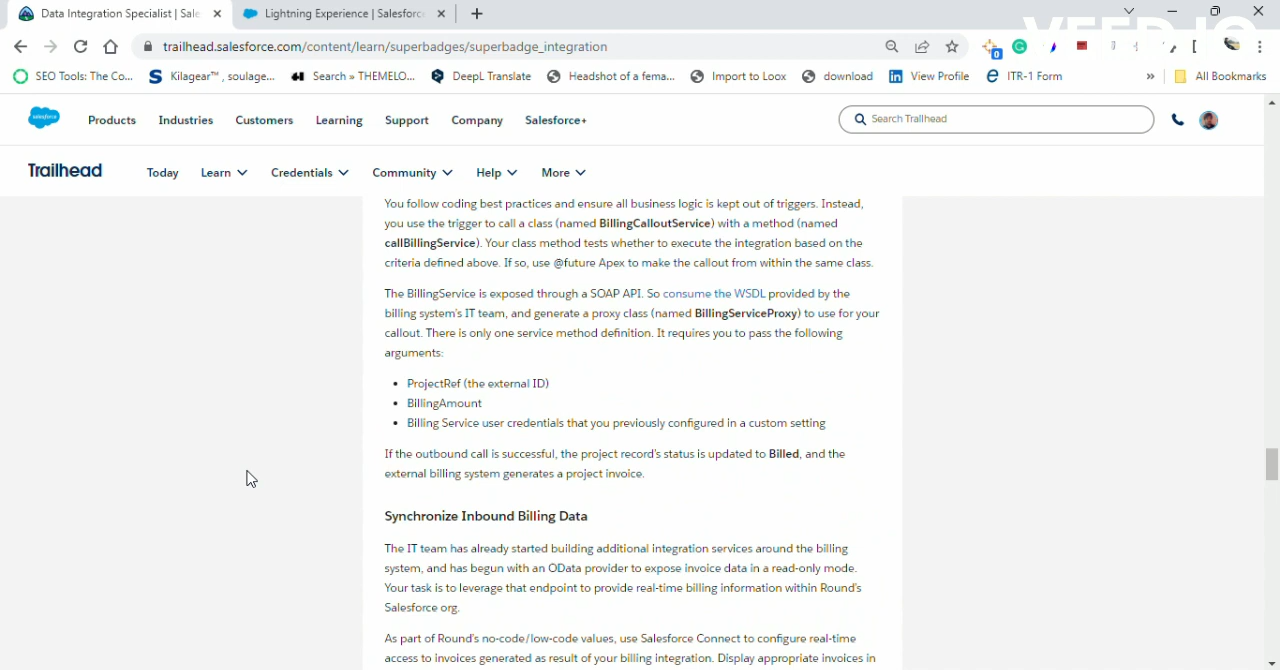 Data Integration Specialist | Sale
Lightning Experience | Salesforc
VEED.IO
trailhead.salesforce.com/content/learn/superbadges/superbadge_integration
0
SEO Tools: The Co...
Kilagear™ , soulage...
Search » THEMELO...
DeepL Translate
Headshot of a fema...
Import to Loox
download
View Profile
ITR-1 Form
»
All Bookmarks
salesforce
Products
Industries
Customers
Learning
Support
Company
Salesforce+
Search Trailhead
Trailhead
Today
Learn
Credentials
Community
Help
More
You follow coding best practices and ensure all business logic is kept out of triggers. Instead,
you use the trigger to call a class (named BillingCalloutService) with a method (named
callBillingService). Your class method tests whether to execute the integration based on the
criteria defined above. If so, use @future Apex to make the callout from within the same class.
The BillingService is exposed through a SOAP API. So consume the WSDL provided by the
billing system's IT team, and generate a proxy class (named BillingServiceProxy) to use for your
callout. There is only one service method definition. It requires you to pass the following
arguments:
• ProjectRef (the external ID)
• BillingAmount
• Billing Service user credentials that you previously configured in a custom setting
If the outbound call is successful, the project record's status is updated to Billed, and the
external billing system generates a project invoice.
Synchronize Inbound Billing Data
The IT team has already started building additional integration services around the billing
system, and has begun with an OData provider to expose invoice data in a read-only mode.
Your task is to leverage that endpoint to provide real-time billing information within Round's
Salesforce org.
As part of Round's no-code/low-code values, use Salesforce Connect to configure real-time
access to invoices generated as result of your billing integration. Display appropriate invoices in